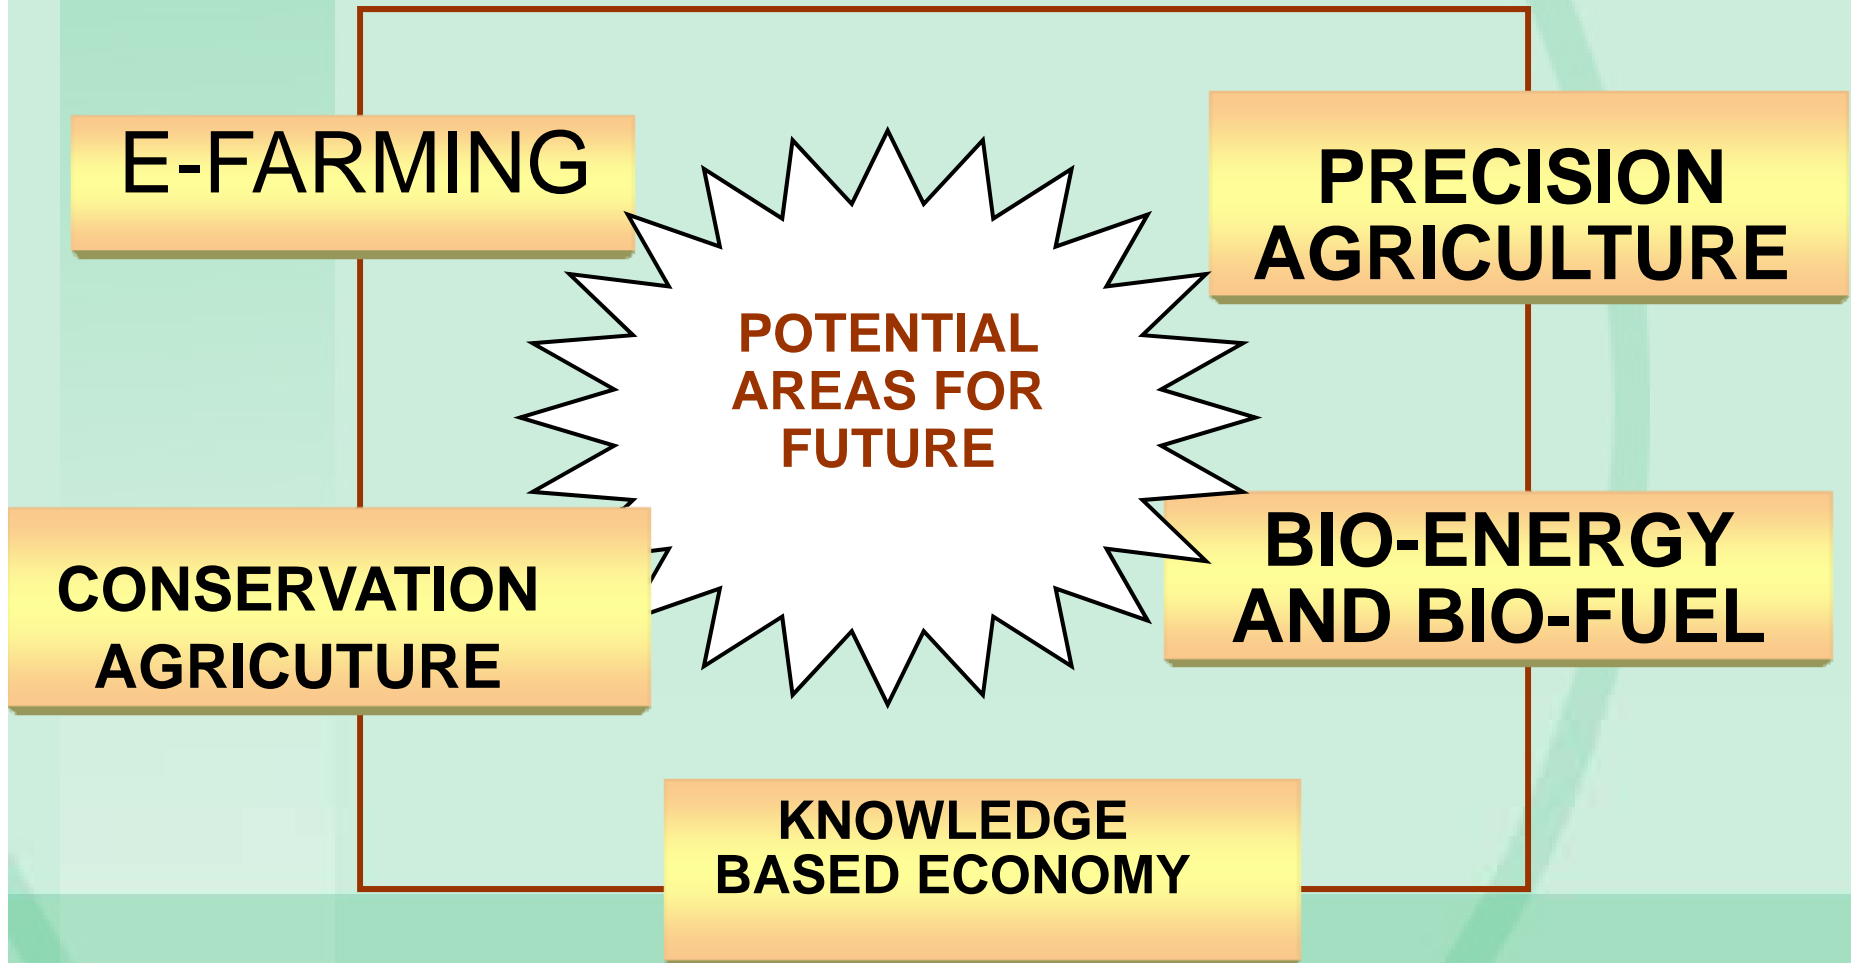 E-FARMING
PRECISION
AGRICULTURE
POTENTIAL
AREAS FOR
FUTURE
CONSERVATION
AGRICUTURE
BIO-ENERGY
AND BIO-FUEL
KNOWLEDGE
BASED ECONOMY